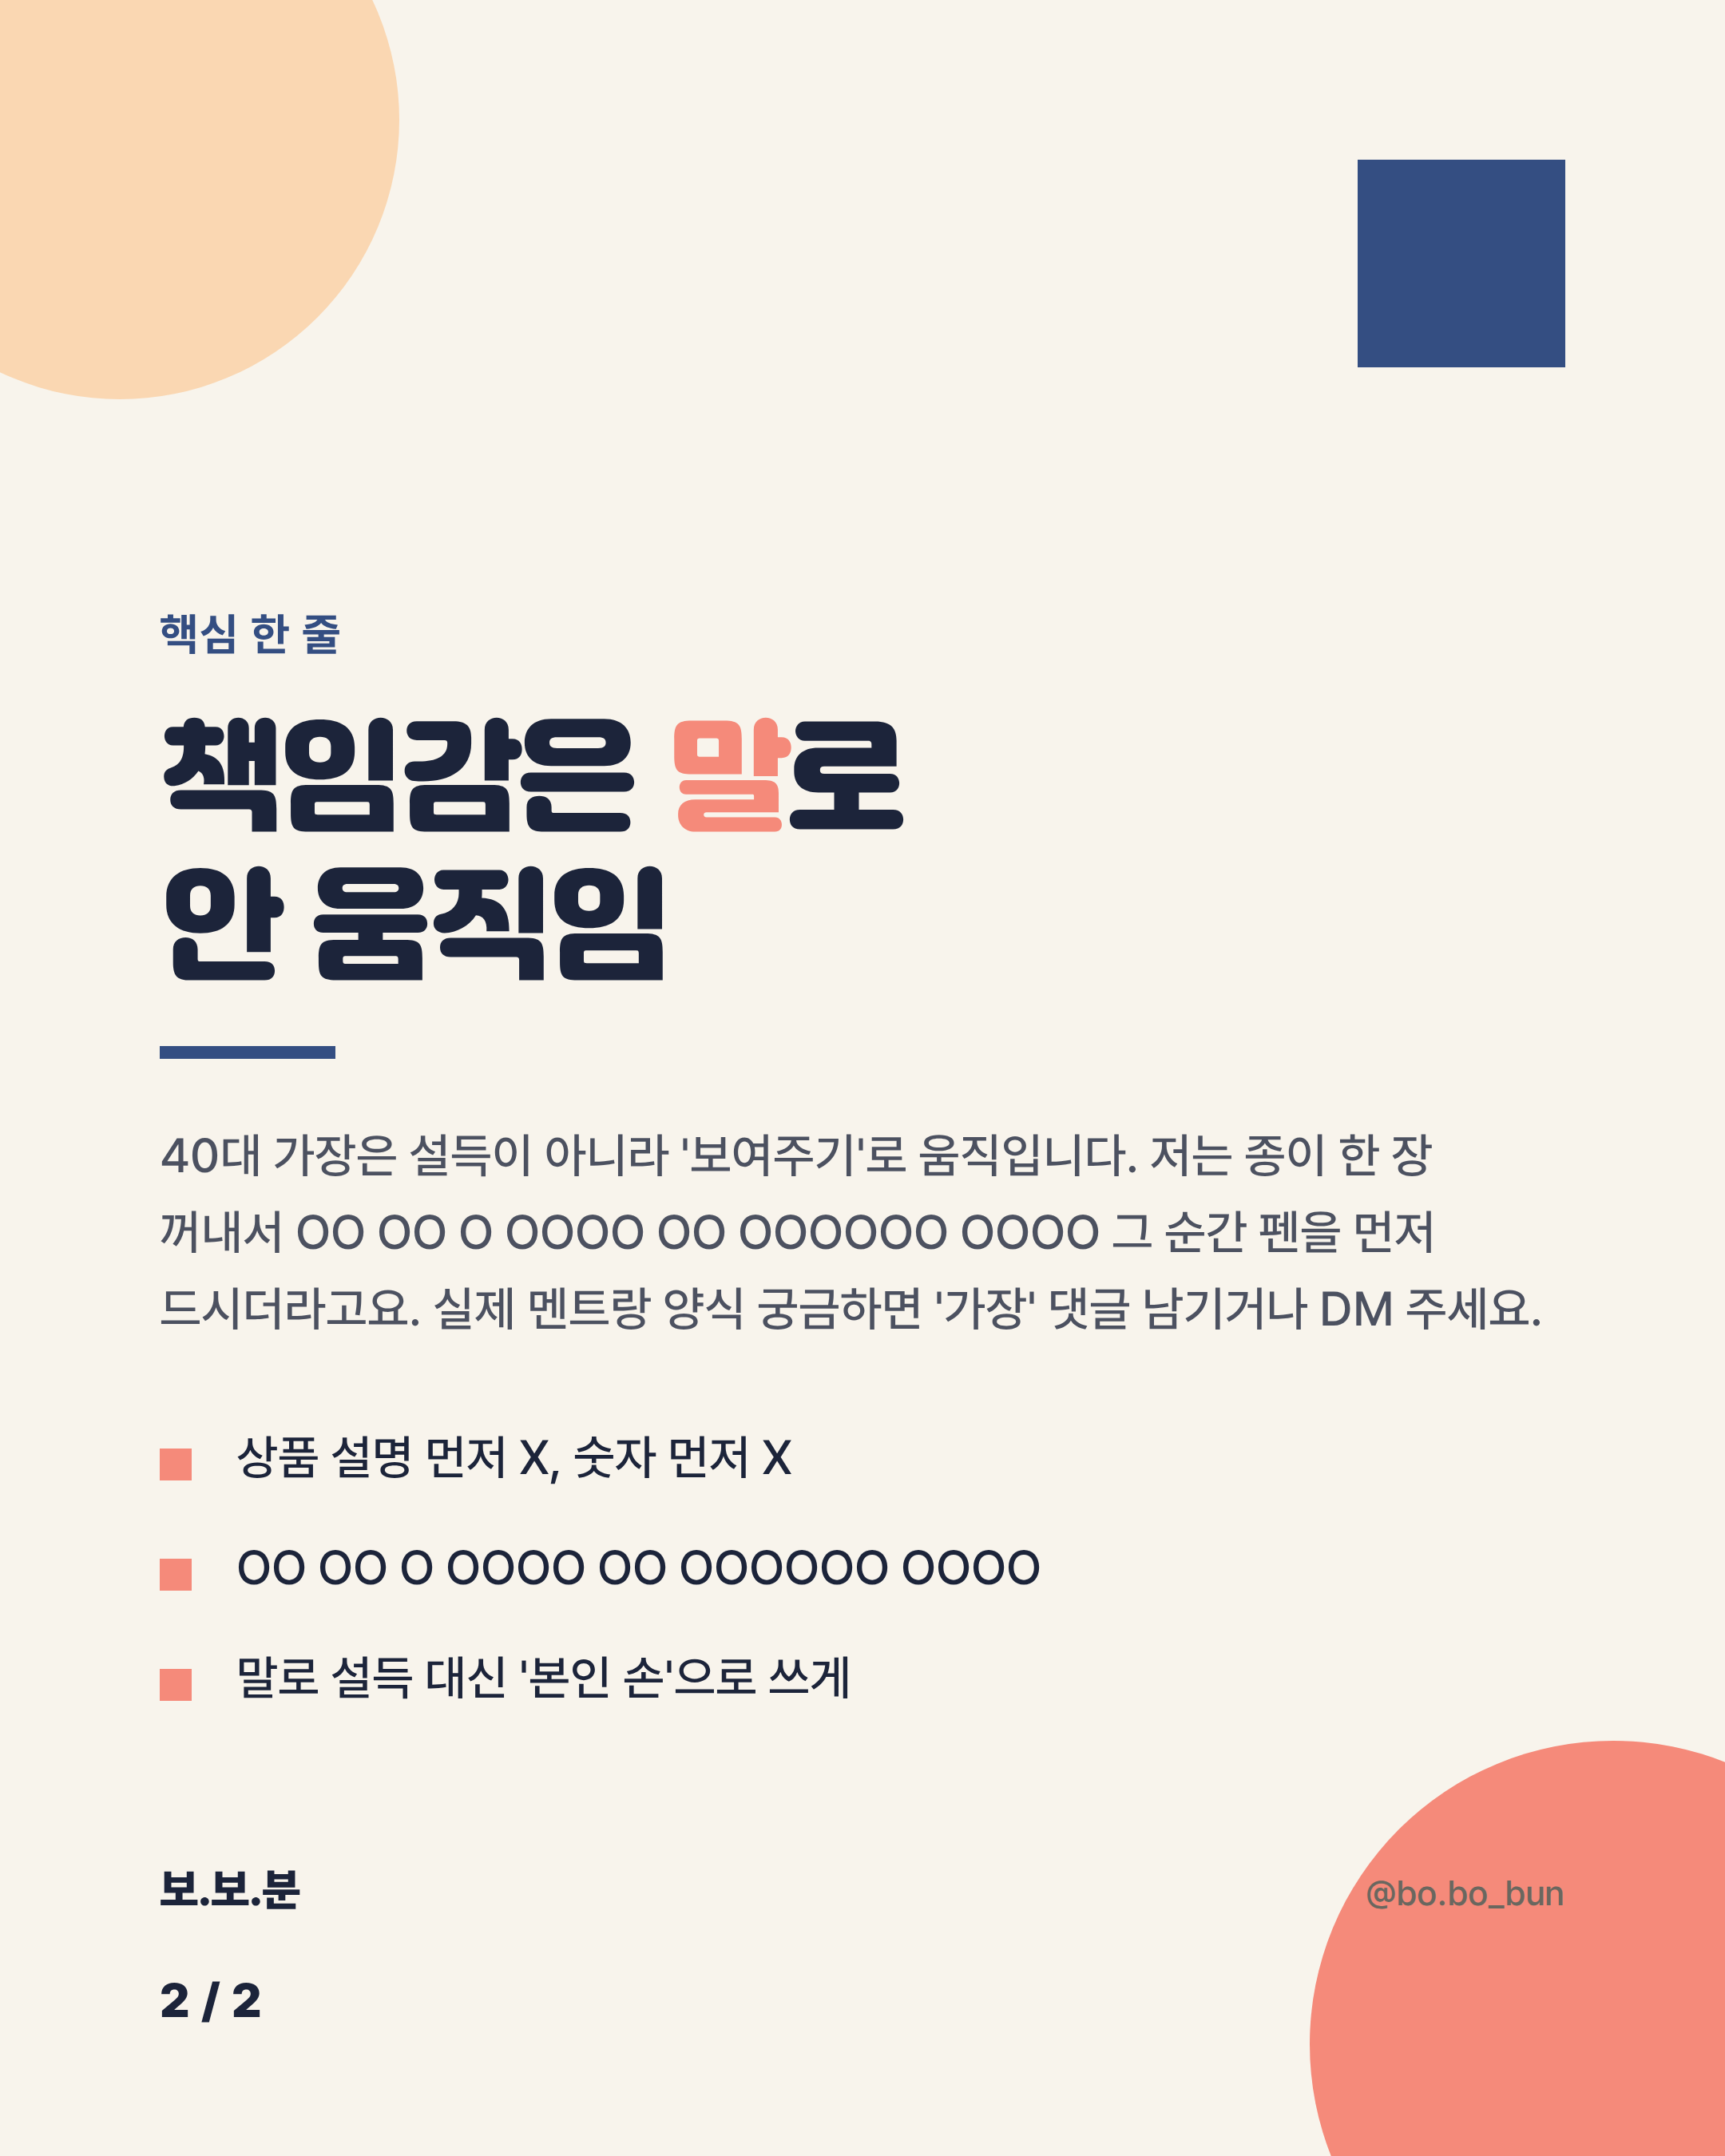 핵심 한 줄
책임감은 말로
안 움직임
40대 가장은 설득이 아니라 '보여주기'로 움직입니다. 저는 종이 한 장
꺼내서 OO OO O OOOO OO OOOOOO OOOO 그 순간 펜을 먼저
드시더라고요. 실제 멘트랑 양식 궁금하면 '가장' 댓글 남기거나 DM 주세요.
상품 설명 먼저 X, 숫자 먼저 X
OO OO O OOOO OO OOOOOO OOOO
말로 설득 대신 '본인 손'으로 쓰게
보.보.분
@bo.bo_bun
2 / 2